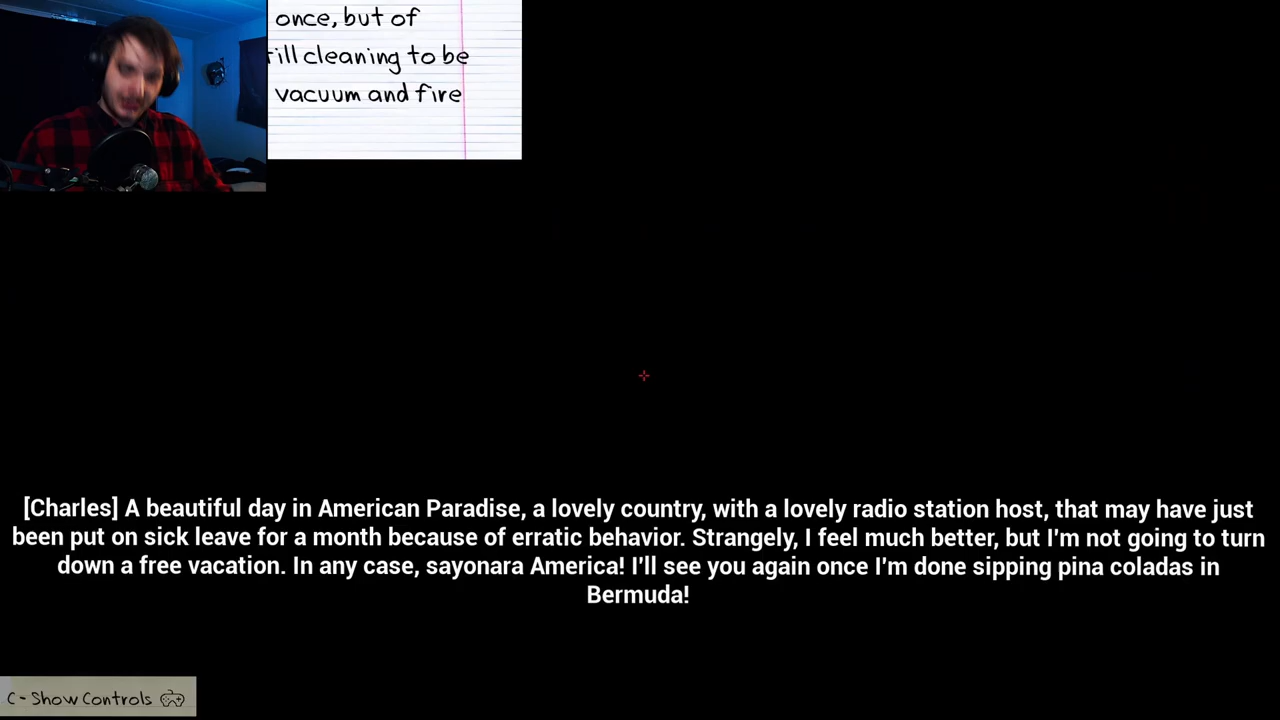 once, but of
till cleaning to be
vacuum and fire
[Charles] A beautiful day in American Paradise, a lovely country, with a lovely radio station host, that may have just
been put on sick leave for a month because of erratic behavior. Strangely, I feel much better, but I'm not going to turn
down a free vacation. In any case, sayonara America! I'll see you again once I'm done sipping pina coladas in
Bermuda!
C - Show Controls